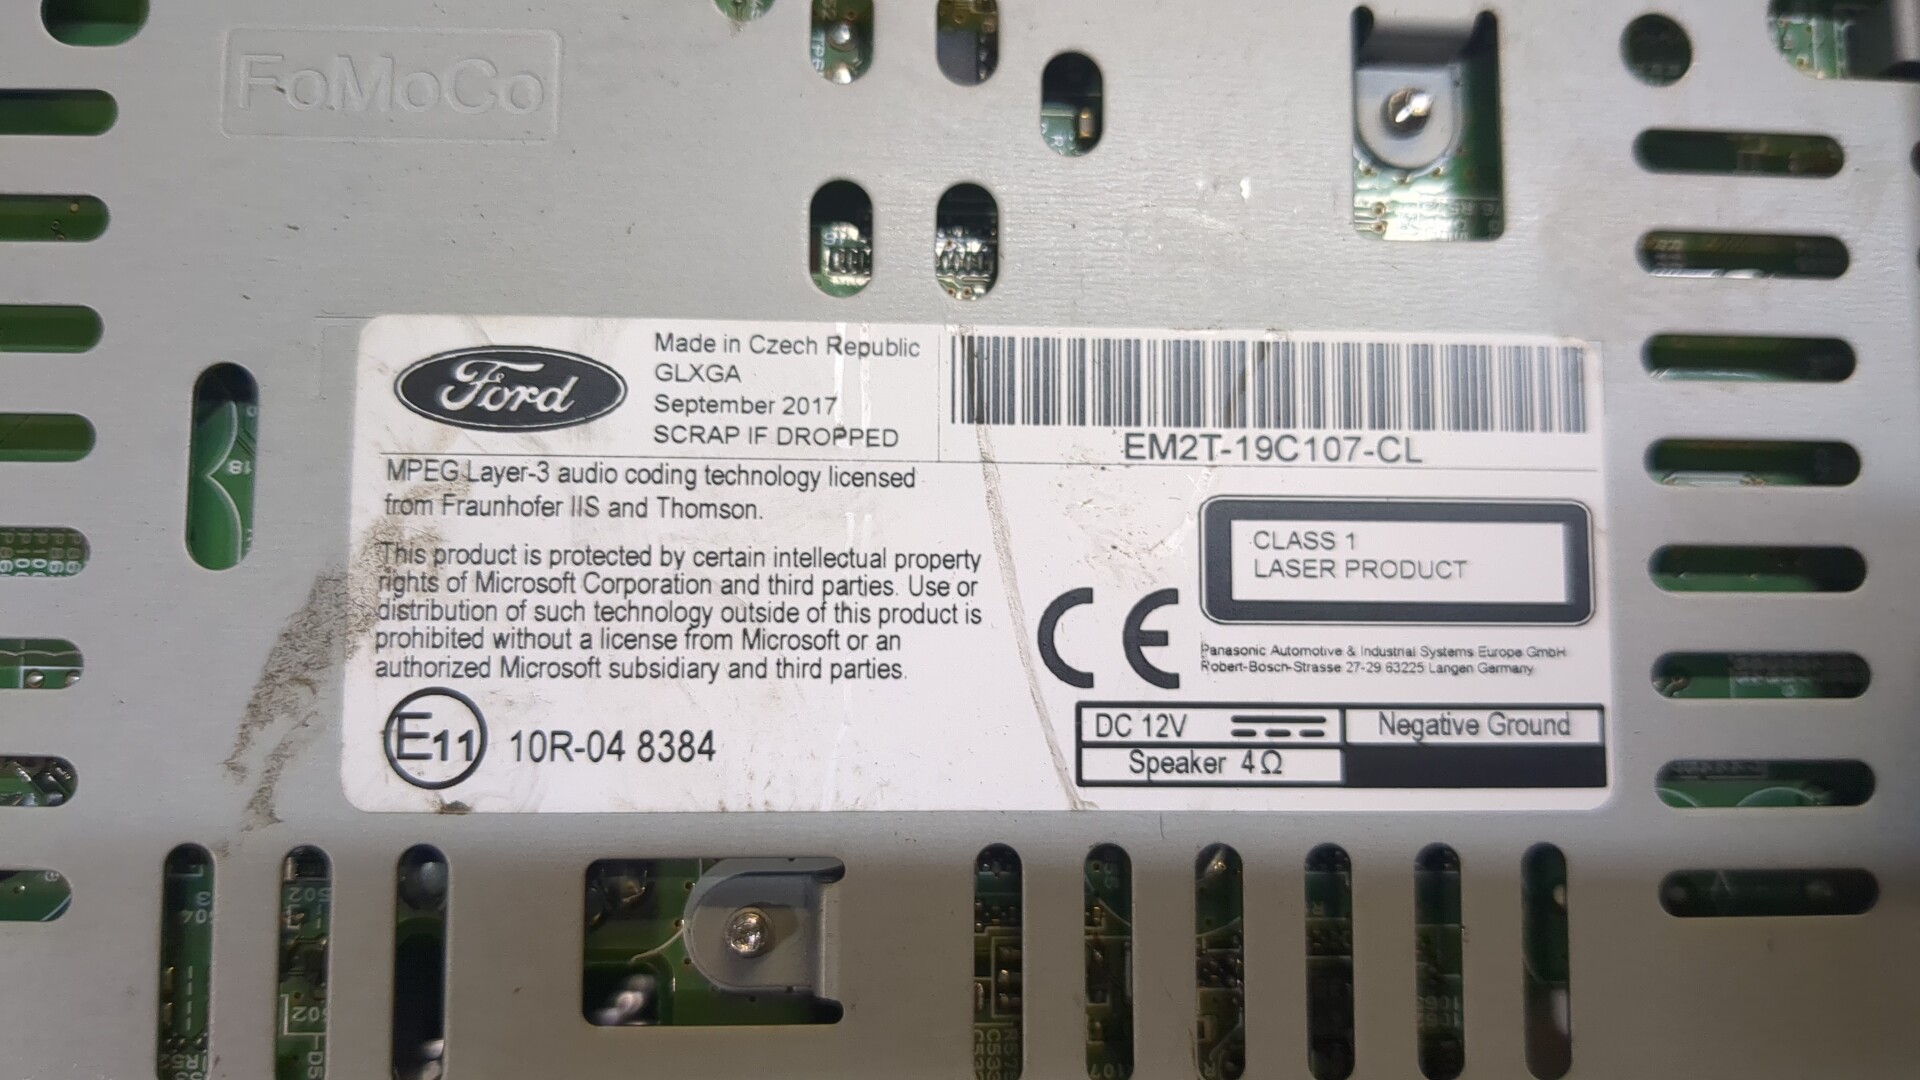 FoMoCo
Ford
Made in Czech Republic
GLXGA
September 2017
SCRAP IF DROPPED
EM2T-19C107-CL
MPEG Layer-3 audio coding technology licensed
from Fraunhofer IIS and Thomson.
CLASS 1
LASER PRODUCT
This product is protected by certain intellectual property
rights of Microsoft Corporation and third parties. Use or
distribution of such technology outside of this product is
prohibited without a license from Microsoft or an
authorized Microsoft subsidiary and third parties.
CE
Panasonic Automotive & Industrial Systems Europe GmbH
Robert-Bosch-Strasse 27-29 63225 Langen Germany
E11 10R-04 8384
DC 12V
Negative Ground
Speaker 4Ω